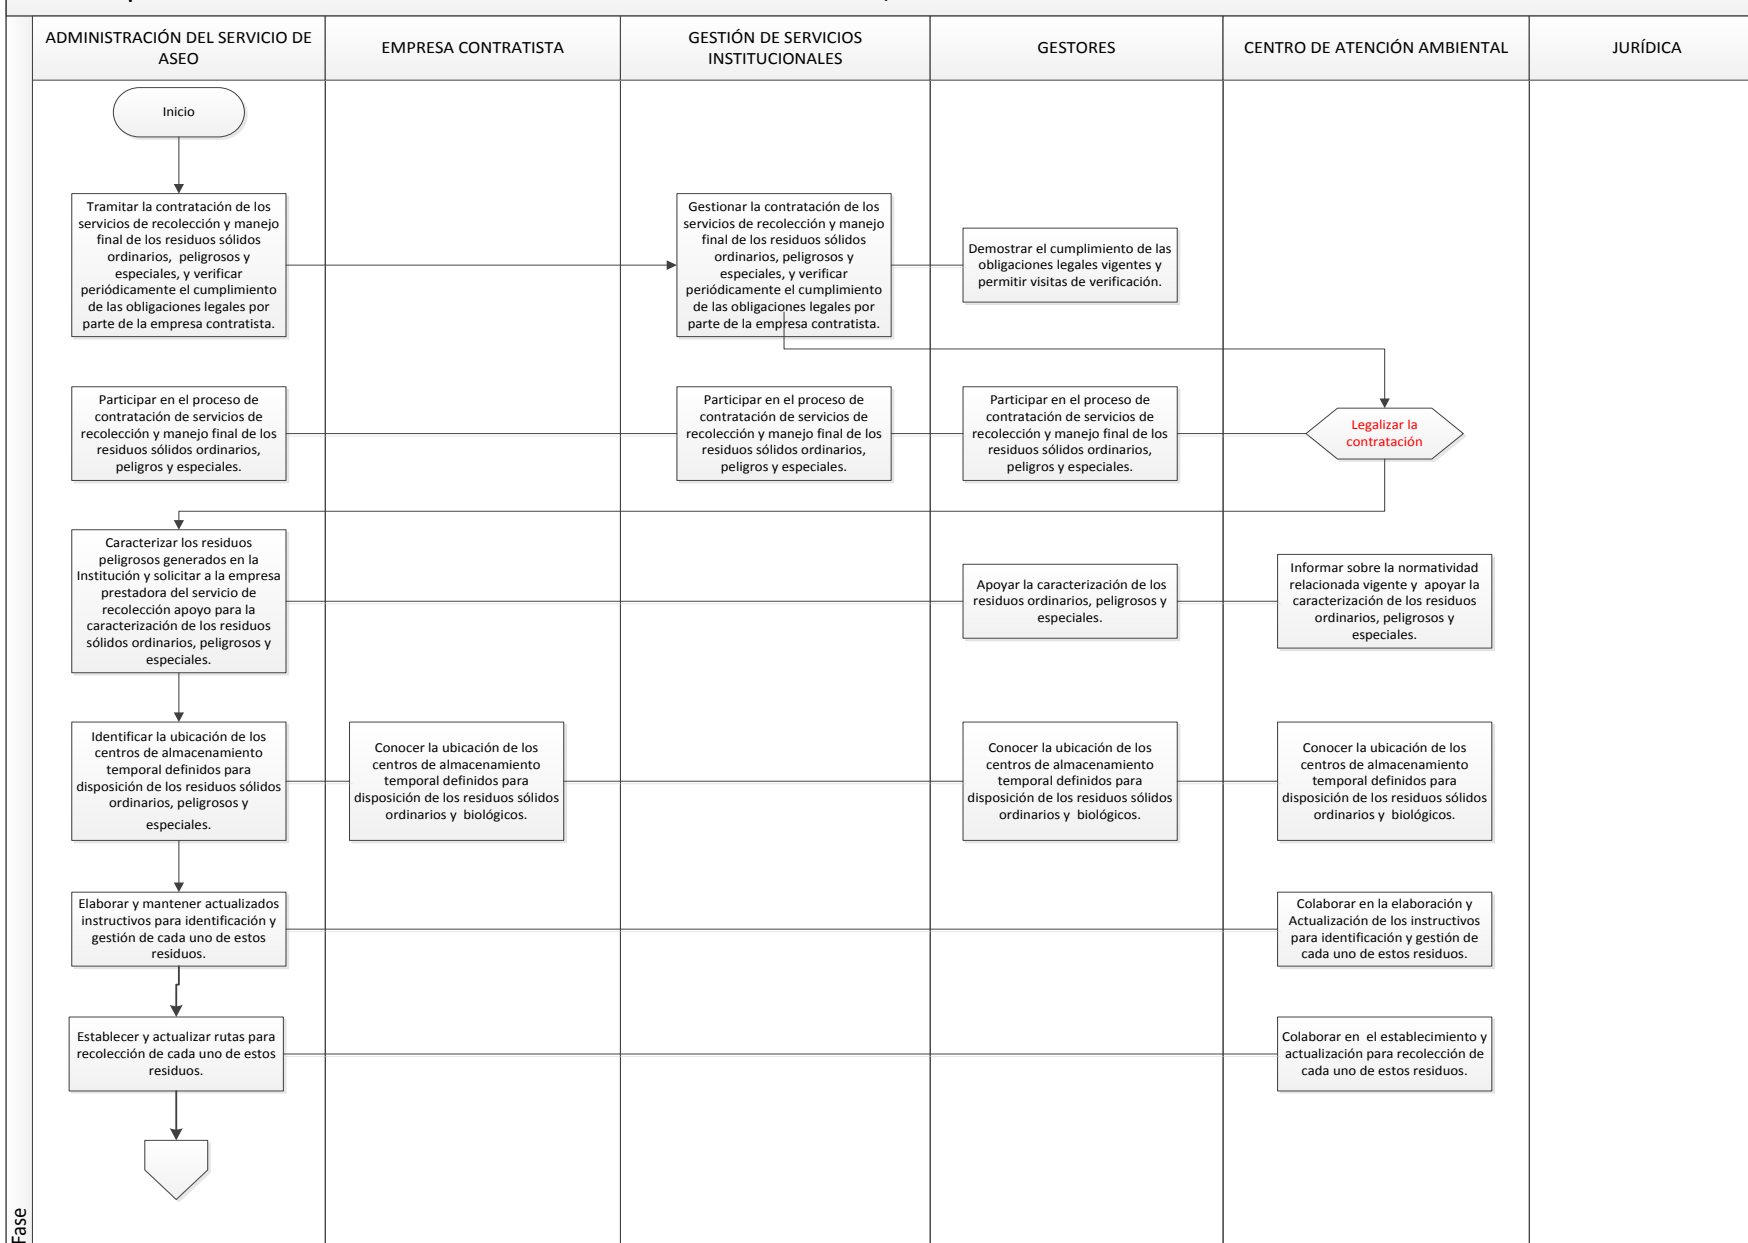 ADMINISTRACIÓN DEL SERVICIO DE
ASEO
EMPRESA CONTRATISTA
GESTIÓN DE SERVICIOS
INSTITUCIONALES
GESTORES
CENTRO DE ATENCIÓN AMBIENTAL
JURÍDICA
Inicio
Tramitar la contratación de los
servicios de recolección y manejo
final de los residuos sólidos
ordinarios, peligrosos y
especiales, y verificar
periódicamente el cumplimiento
de las obligaciones legales por
parte de la empresa contratista.
Gestionar la contratación de los
servicios de recolección y manejo
final de los residuos sólidos
ordinarios, peligrosos y
especiales, y verificar
periódicamente el cumplimiento
de las obligaciones legales por
parte de la empresa contratista.
Demostrar el cumplimiento de las
obligaciones legales vigentes y
permitir visitas de verificación.
Participar en el proceso de
contratación de servicios de
recolección y manejo final de los
residuos sólidos ordinarios,
peligros y especiales.
Participar en el proceso de
contratación de servicios de
recolección y manejo final de los
residuos sólidos ordinarios,
peligros y especiales.
Participar en el proceso de
contratación de servicios de
recolección y manejo final de los
residuos sólidos ordinarios,
peligros y especiales.
Legalizar la
contratación
Caracterizar los residuos
peligrosos generados en la
Institución y solicitar a la empresa
prestadora del servicio de
recolección apoyo para la
caracterización de los residuos
sólidos ordinarios, peligrosos y
especiales.
Apoyar la caracterización de los
residuos ordinarios, peligrosos y
especiales.
Informar sobre la normatividad
relacionada vigente y apoyar la
caracterización de los residuos
ordinarios, peligrosos y
especiales.
Identificar la ubicación de los
centros de almacenamiento
temporal definidos para
disposición de los residuos sólidos
ordinarios, peligrosos y
especiales.
Conocer la ubicación de los
centros de almacenamiento
temporal definidos para
disposición de los residuos sólidos
ordinarios y biológicos.
Conocer la ubicación de los
centros de almacenamiento
temporal definidos para
disposición de los residuos sólidos
ordinarios y biológicos.
Conocer la ubicación de los
centros de almacenamiento
temporal definidos para
disposición de los residuos sólidos
ordinarios y biológicos.
Elaborar y mantener actualizados
instructivos para identificación y
gestión de cada uno de estos
residuos.
Colaborar en la elaboración y
Actualización de los instructivos
para identificación y gestión de
cada uno de estos residuos.
Establecer y actualizar rutas para
recolección de cada uno de estos
residuos.
Colaborar en el establecimiento y
actualización para recolección de
cada uno de estos residuos.
Fase